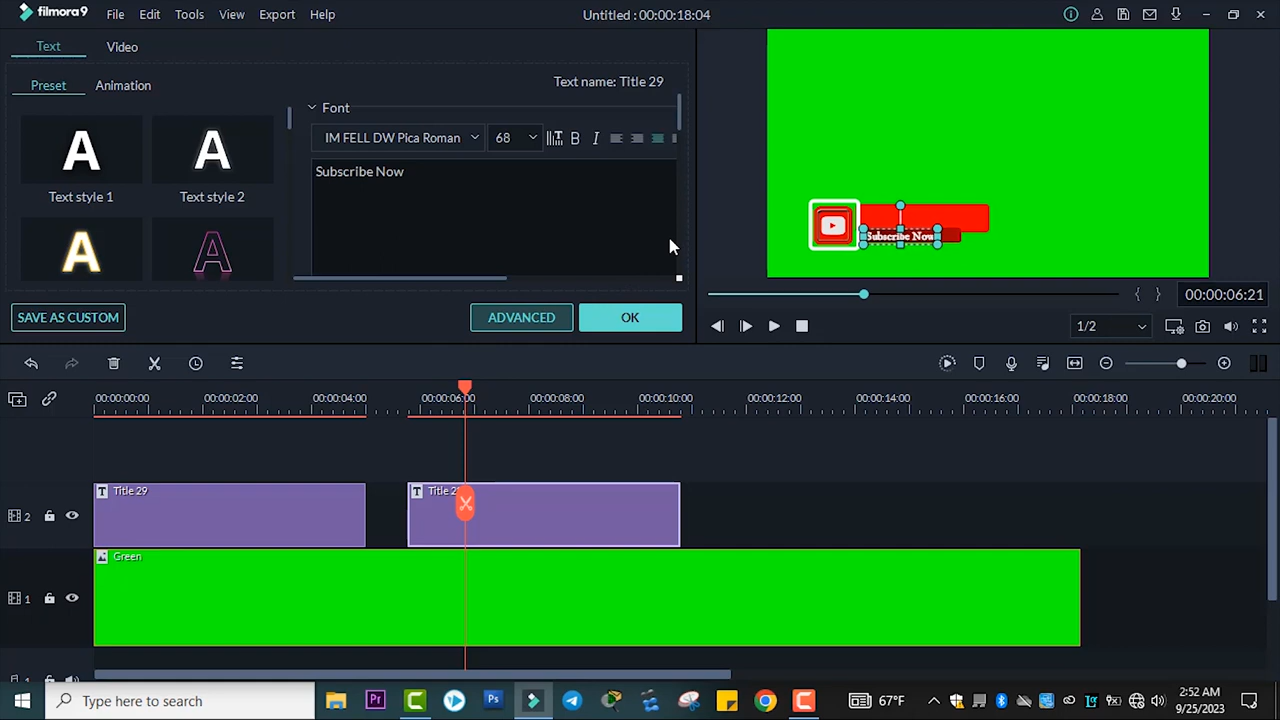 filmora9 File Edit Tools View Export Help Untitled : 00:00:18:04
Text Video
Preset Animation Text name: Title 29
Font
IM FELL DW Pica Roman 68 B I
Subscribe Now
A A
Text style 1 Text style 2
A A
Subscribe Now
SAVE AS CUSTOM ADVANCED OK
{ } 00:00:06:21
1/2
00:00:00:00 00:00:02:00 00:00:04:00 00:00:06:00 00:00:08:00 00:00:10:00 00:00:12:00 00:00:14:00 00:00:16:00 00:00:18:00 00:00:20:00
2 T Title 29 T Title 2
1 Green
1
Type here to search Pr Ps 67°F 2:52 AM
9/25/2023